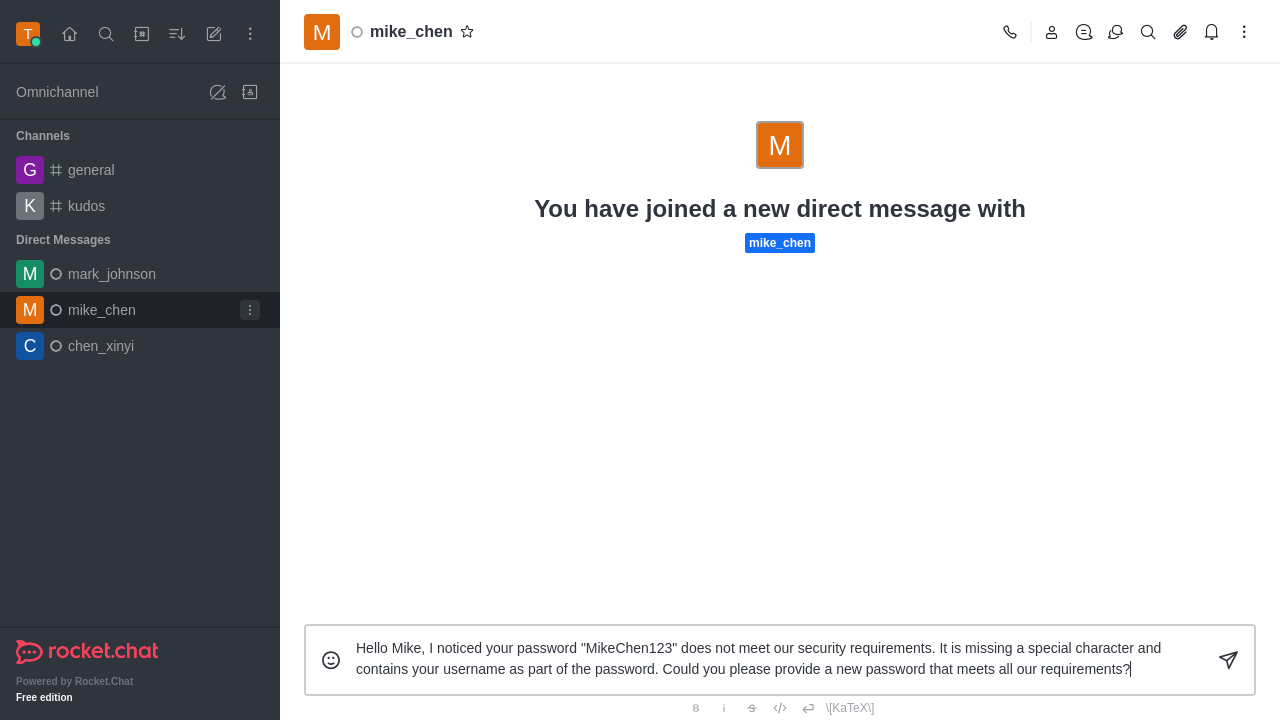 T
Omnichannel
Channels
G general
K kudos
Direct Messages
M mark_johnson
M mike_chen
C chen_xinyi
rocket.chat
Powered by Rocket.Chat
Free edition
M mike_chen
M
You have joined a new direct message with
mike_chen
Hello Mike, I noticed your password "MikeChen123" does not meet our security requirements. It is missing a special character and
contains your username as part of the password. Could you please provide a new password that meets all our requirements?
B i S </> \[KaTeX\]